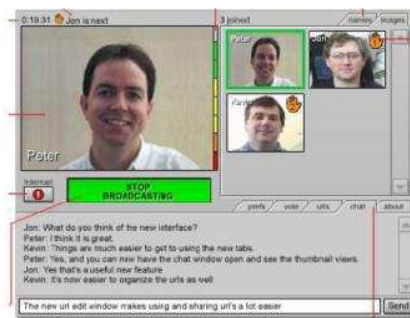 0:19:31 Jon is next
3 joined
names images
Peter
Jon
Kevin
Peter
Interrupt
STOP
BROADCASTING
prefs vote urls chat about
Jon: What do you think of the new interface?
Peter: I think it is great.
Kevin: Things are much easier to get to using the new tabs.
Peter: Yes, and you can now have the chat window open and see the thumbnail views.
Jon: Yes that's a useful new feature
Kevin: It's now easier to organize the urls as well
The new url edit window makes using and sharing url's a lot easier
Send